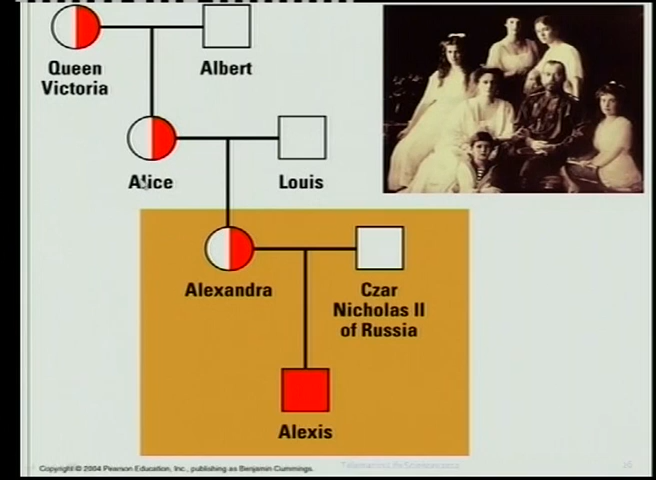 Queen
Victoria
Albert
Alice
Louis
Alexandra
Czar
Nicholas II
of Russia
Alexis
Copyright © 2004 Pearson Education, Inc., publishing as Benjamin Cummings.
20